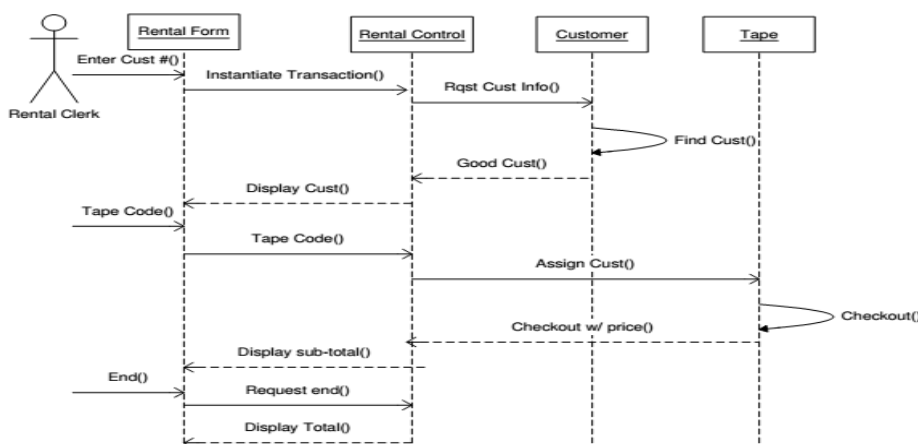 Rental Form
Rental Control
Customer
Tape
Enter Cust #()
Instantiate Transaction()
Rqst Cust Info()
Rental Clerk
Find Cust()
Good Cust()
Display Cust()
Tape Code()
Tape Code()
Assign Cust()
Checkout()
Checkout w/ price()
Display sub-total()
End()
Request end()
Display Total()